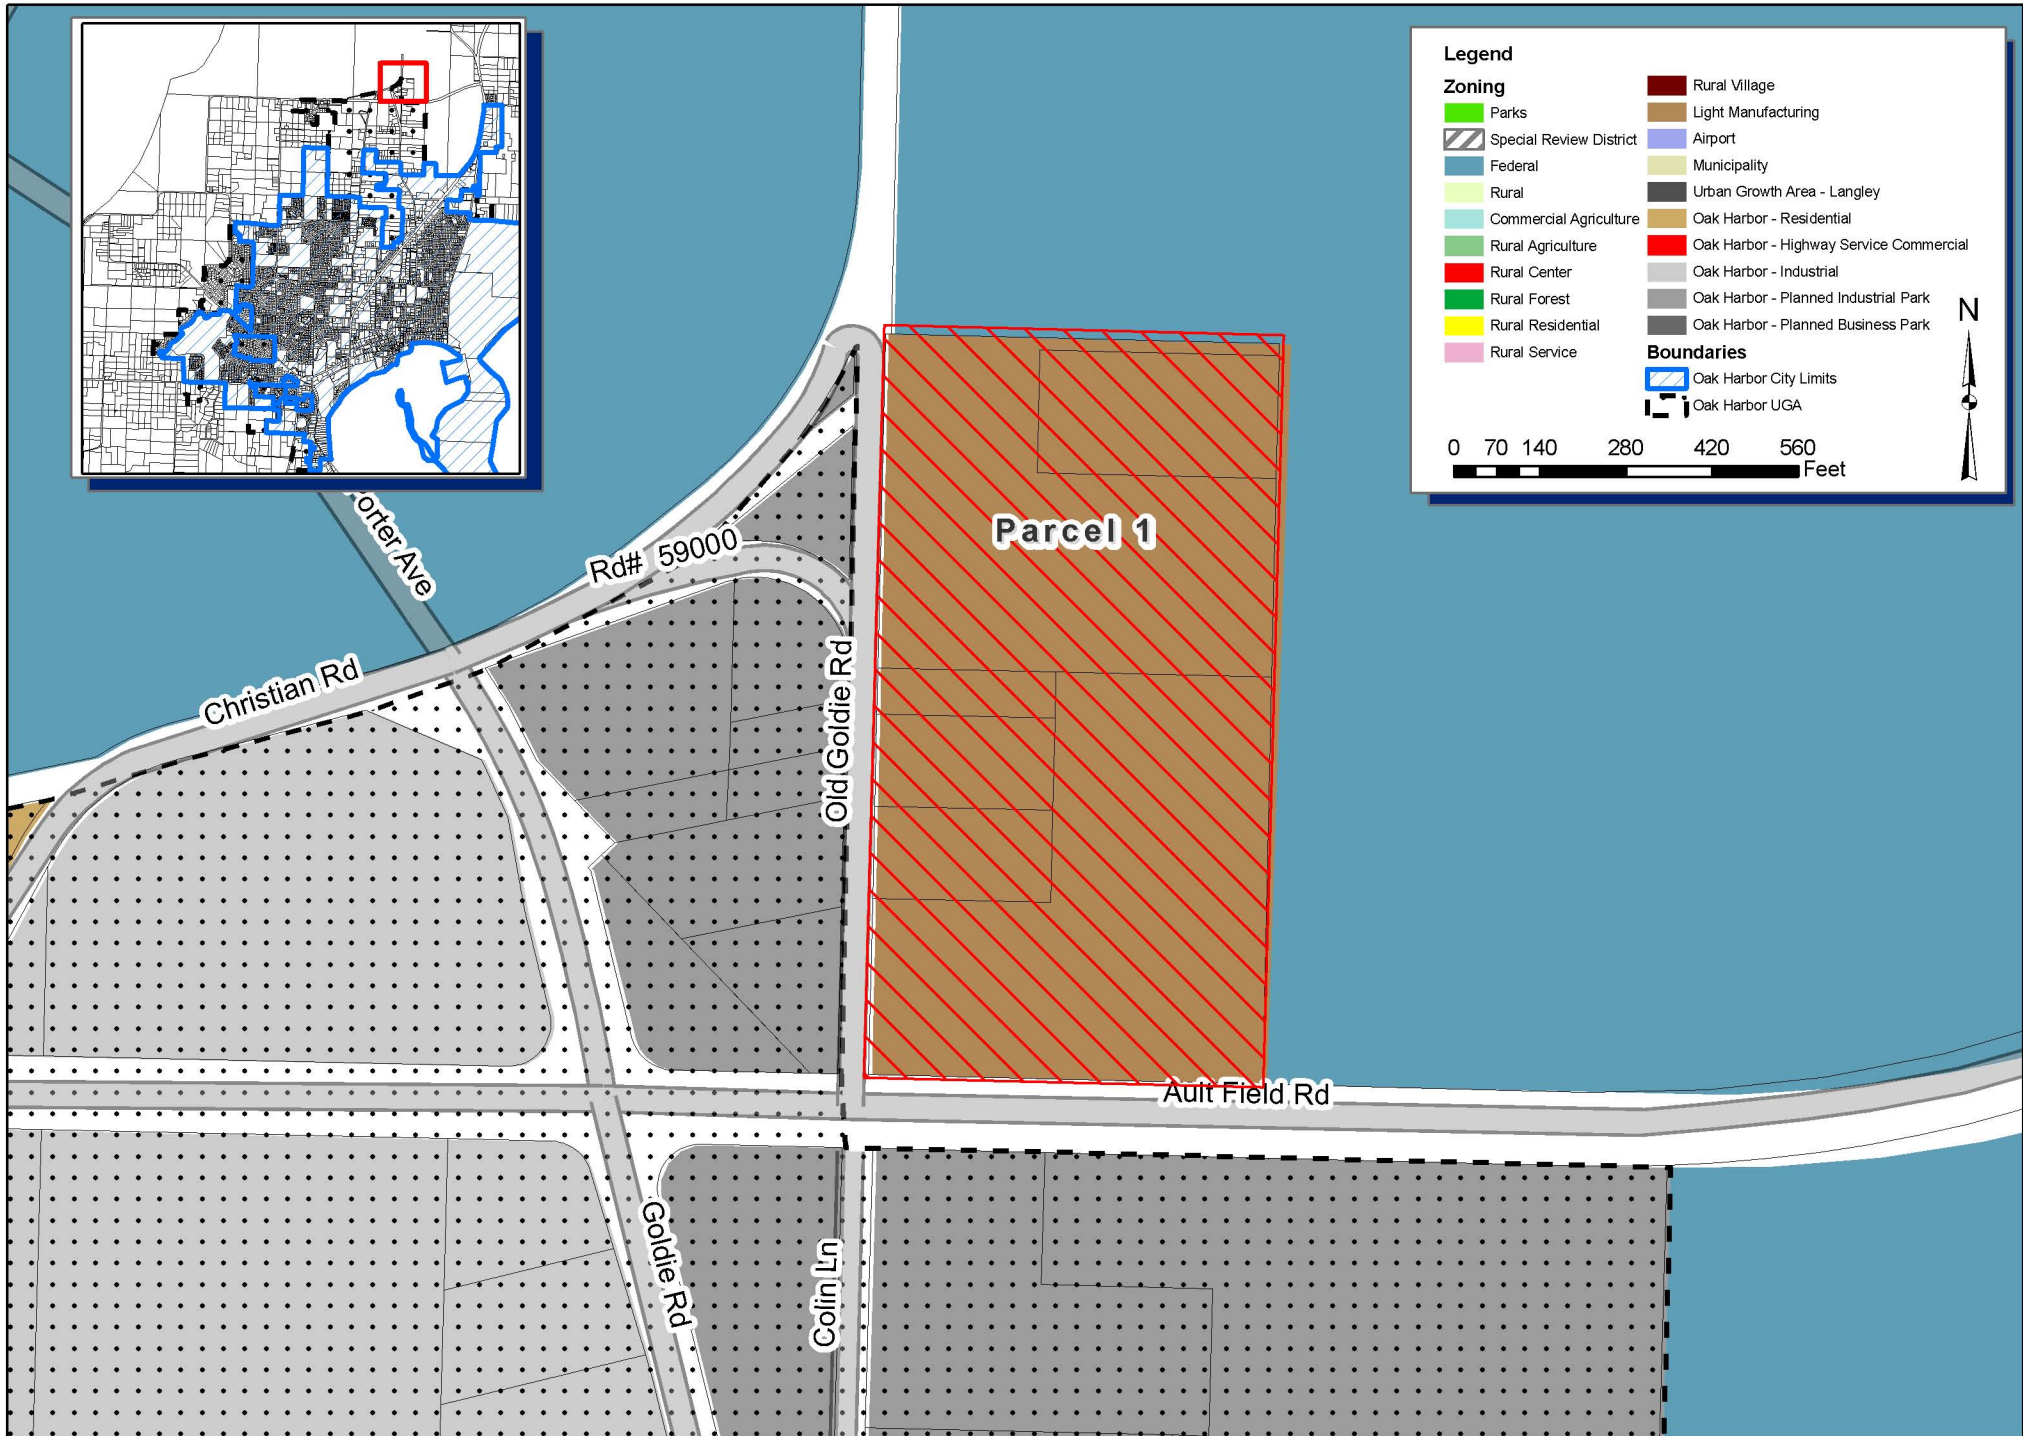 Legend
Zoning
Parks
Special Review District
Federal
Rural
Commercial Agriculture
Rural Agriculture
Rural Center
Rural Forest
Rural Residential
Rural Service
Rural Village
Light Manufacturing
Airport
Municipality
Urban Growth Area - Langley
Oak Harbor - Residential
Oak Harbor - Highway Service Commercial
Oak Harbor - Industrial
Oak Harbor - Planned Industrial Park
Oak Harbor - Planned Business Park
Boundaries
Oak Harbor City Limits
Oak Harbor UGA
N
0 70 140 280 420 560
Feet
Parcel 1
orter Ave
Rd# 59000
Christian Rd
Old Goldie Rd
Ault Field Rd
Goldie Rd
Colin Ln